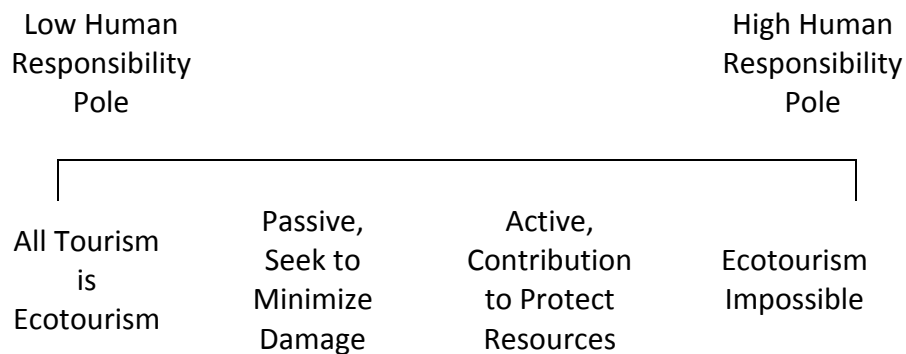 Low Human
Responsibility
Pole
High Human
Responsibility
Pole
All Tourism
is
Ecotourism
Passive,
Seek to
Minimize
Damage
Active,
Contribution
to Protect
Resources
Ecotourism
Impossible